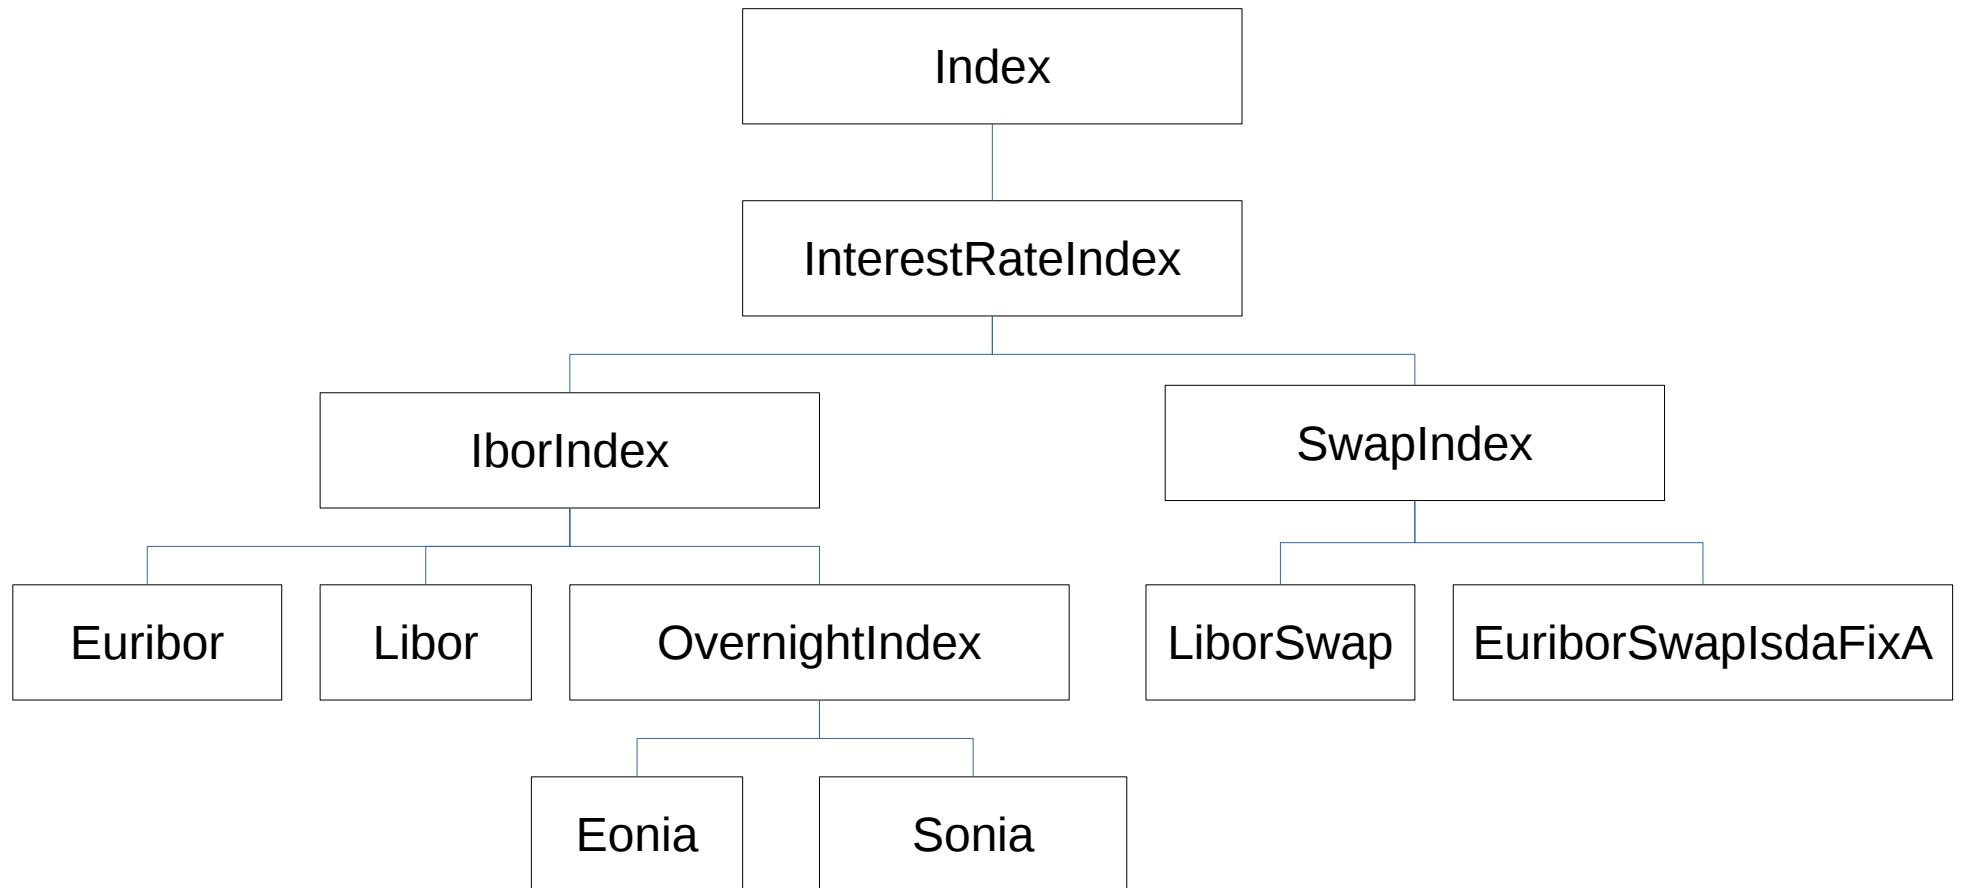 Index
InterestRateIndex
IborIndex
SwapIndex
Euribor
Libor
OvernightIndex
LiborSwap
EuriborSwapIsdaFixA
Eonia
Sonia